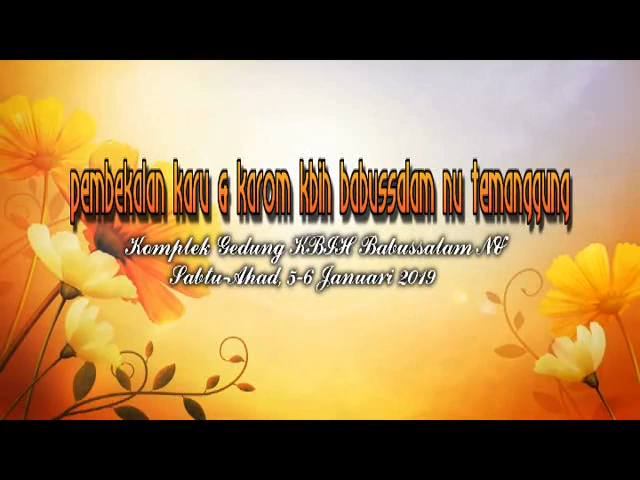 pembekalan karu & karom kbih babussalam nu temanggung
Komplek Gedung KBIH Babussalam NU
Sabtu-Ahad, 5-6 Januari 2019